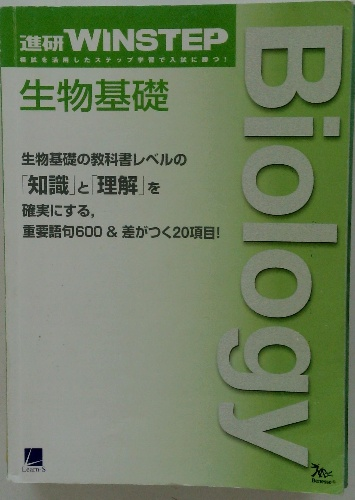 進研WINSTEP
模試を活用したステップ学習で入試に勝つ!
生物基礎
生物基礎の教科書レベルの
「知識」と「理解」を
確実にする,
重要語句600 & 差がつく20項目!
Biology
Learn-S
Benesse